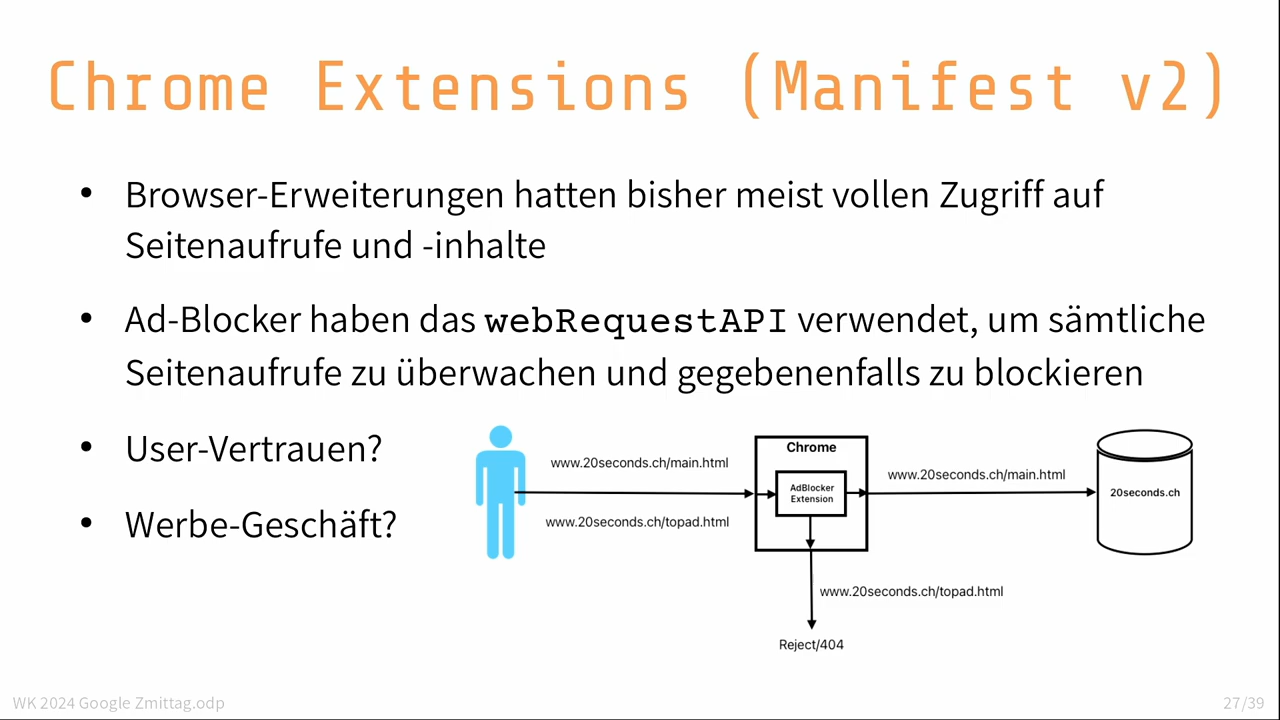 Chrome Extensions (Manifest v2)
• Browser-Erweiterungen hatten bisher meist vollen Zugriff auf
Seitenaufrufe und -inhalte
• Ad-Blocker haben das webRequestAPI verwendet, um sämtliche
Seitenaufrufe zu überwachen und gegebenenfalls zu blockieren
• User-Vertrauen?
• Werbe-Geschäft?
www.20seconds.ch/main.html
www.20seconds.ch/topad.html
Chrome
AdBlocker
Extension
www.20seconds.ch/main.html
20seconds.ch
www.20seconds.ch/topad.html
Reject/404
WK 2024 Google Zmittag.odp
27/39